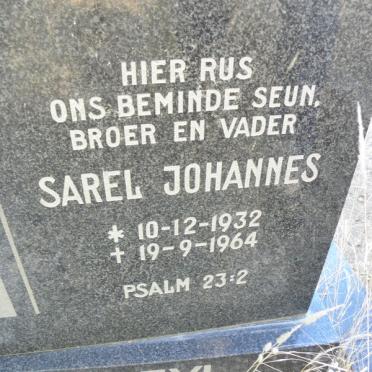 HIER RUS
ONS BEMINDE SEUN,
BROER EN VADER
SAREL JOHANNES
* 10-12-1932
† 19-9-1964
PSALM 23:2